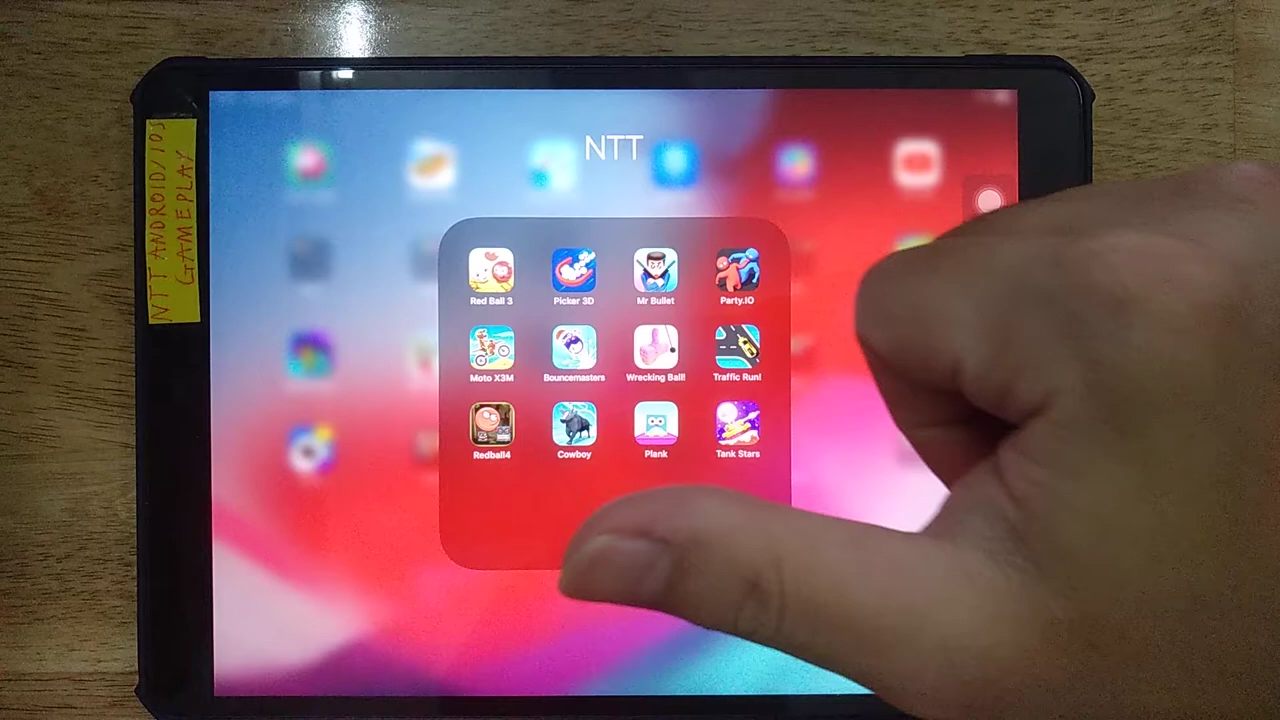 NTT ANDROID/IOS
GAMEPLAY
NTT
Red Ball 3
Picker 3D
Mr Bullet
Party.IO
Moto X3M
Bouncemasters
Wrecking Ball!
Traffic Run!
Redball4
Cowboy
Plank
Tank Stars